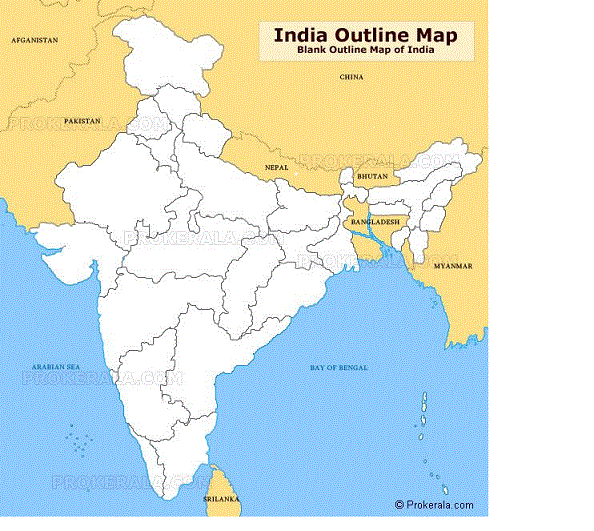 India Outline Map
Blank Outline Map of India
AFGANISTAN
CHINA
PAKISTAN
PROKERALA.COM
PROKERALA.COM
NEPAL
BHUTAN
BANGLADESH
PROKERALA.COM
PROKERALA.COM
MYANMAR
ARABIAN SEA
BAY OF BENGAL
PROKERALA.COM
PROKERALA.COM
SRILANKA
© Prokerala.com